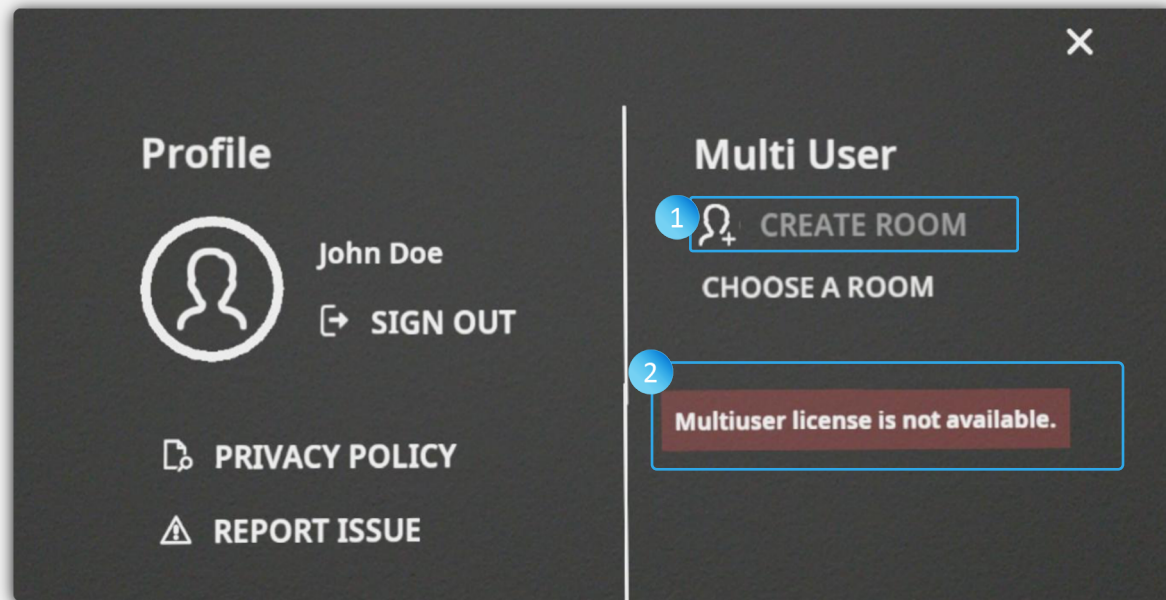 Profile
John Doe
SIGN OUT
PRIVACY POLICY
REPORT ISSUE
Multi User
1
CREATE ROOM
CHOOSE A ROOM
2
Multiuser license is not available.